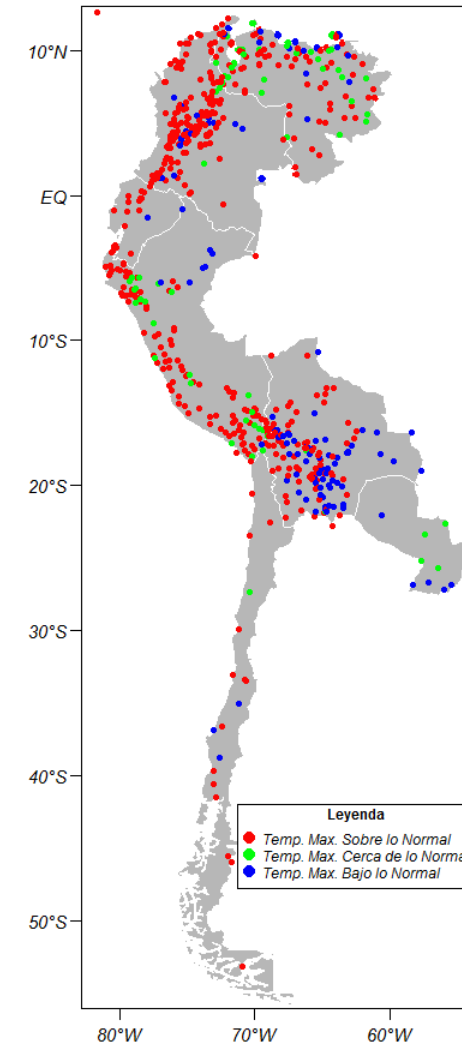 10°N
EQ
10°S
20°S
30°S
40°S
50°S
Leyenda
Temp. Max. Sobre lo Normal
Temp. Max. Cerca de lo Norma
Temp. Max. Bajo lo Normal
80°W
70°W
60°W